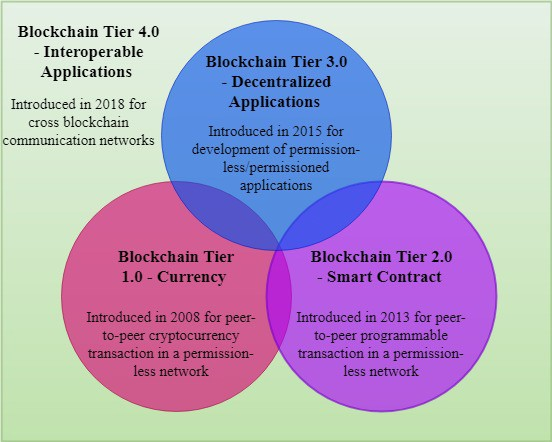 Blockchain Tier 4.0
- Interoperable
Applications
Introduced in 2018 for
cross blockchain
communication networks
Blockchain Tier 3.0
- Decentralized
Applications
Introduced in 2015 for
development of permission-
less/permissioned
applications
Blockchain Tier
1.0 - Currency
Introduced in 2008 for peer-
to-peer cryptocurrency
transaction in a permission-
less network
Blockchain Tier 2.0
- Smart Contract
Introduced in 2013 for peer-
to-peer programmable
transaction in a permission-
less network